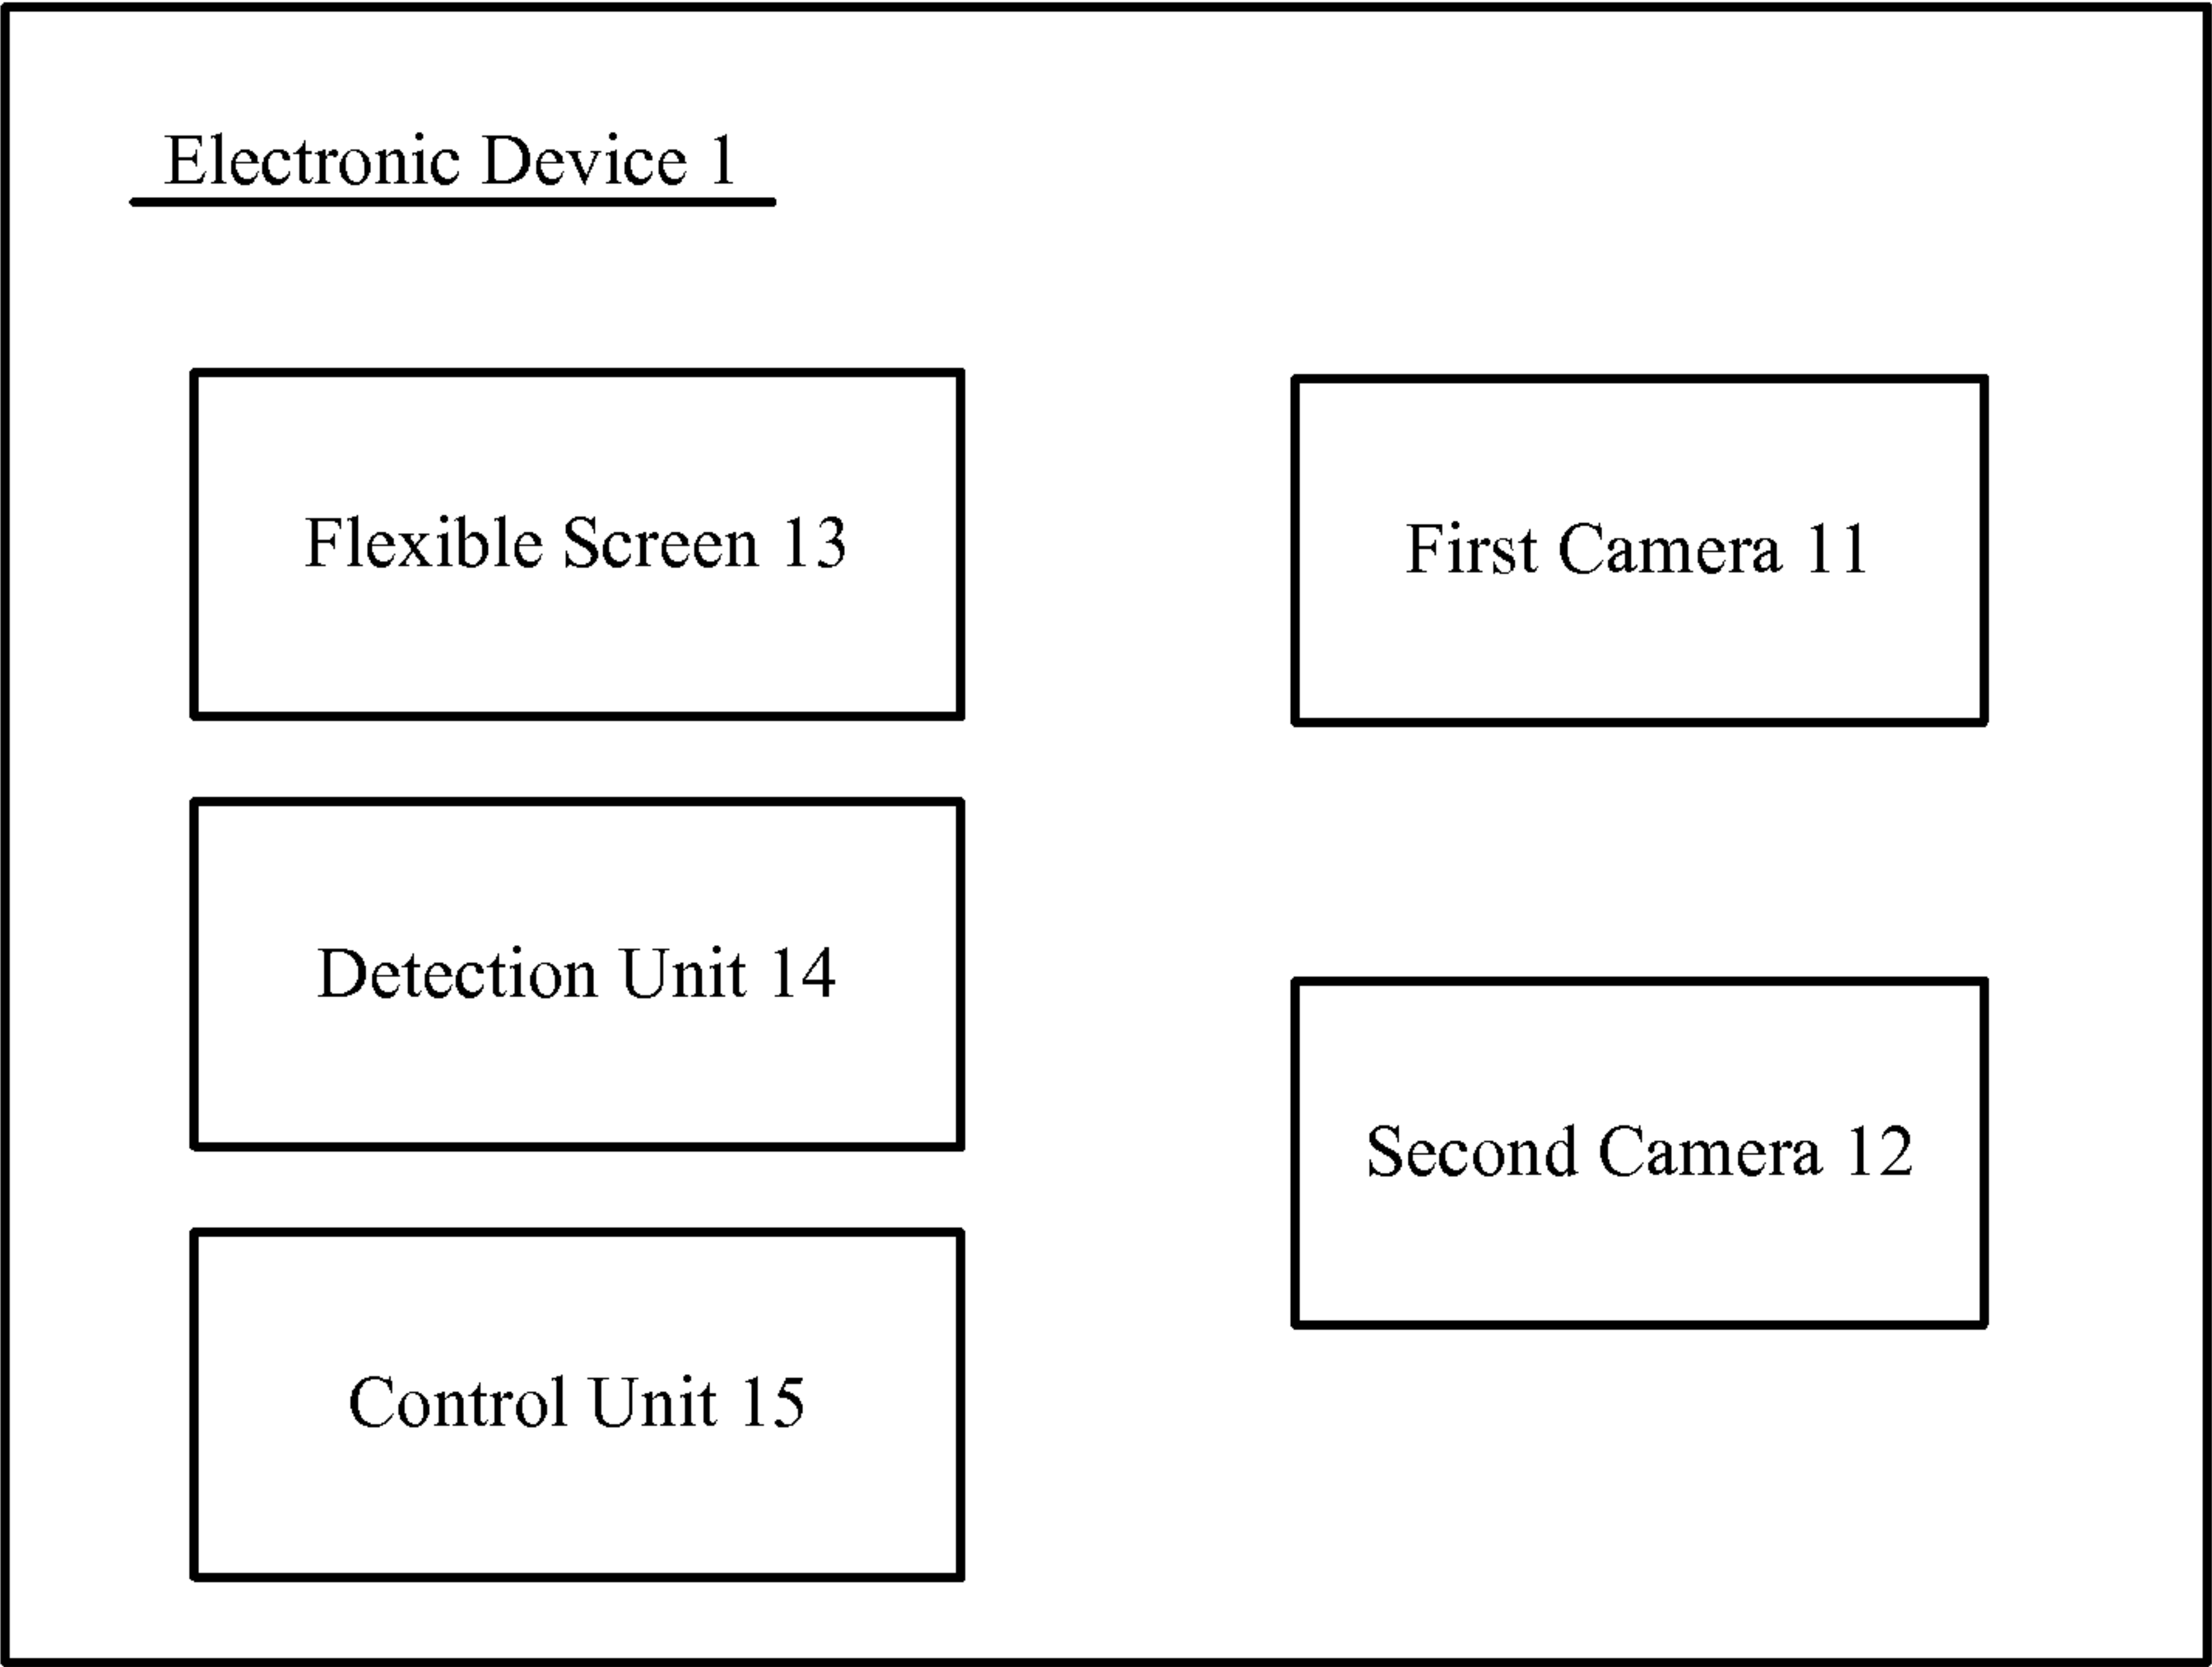 Electronic Device 1
Flexible Screen 13
First Camera 11
Detection Unit 14
Second Camera 12
Control Unit 15